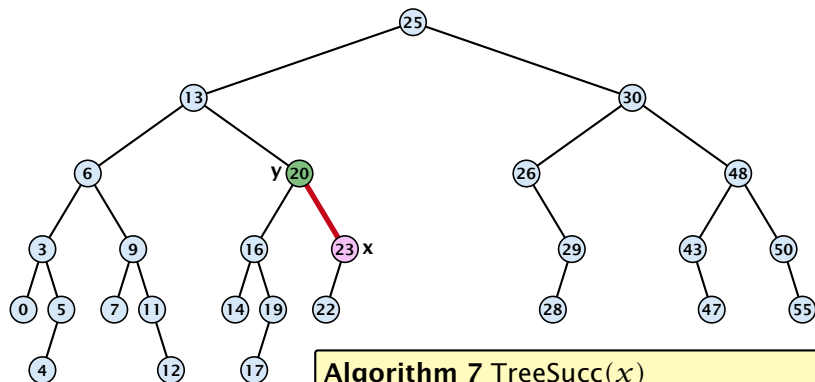 25
13 30
6 y 20 26 48
3 9 16 23 x 29 43 50
0 5 7 11 14 19 22 28 47 55
4 12 17
Algorithm 7 TreeSucc(x)